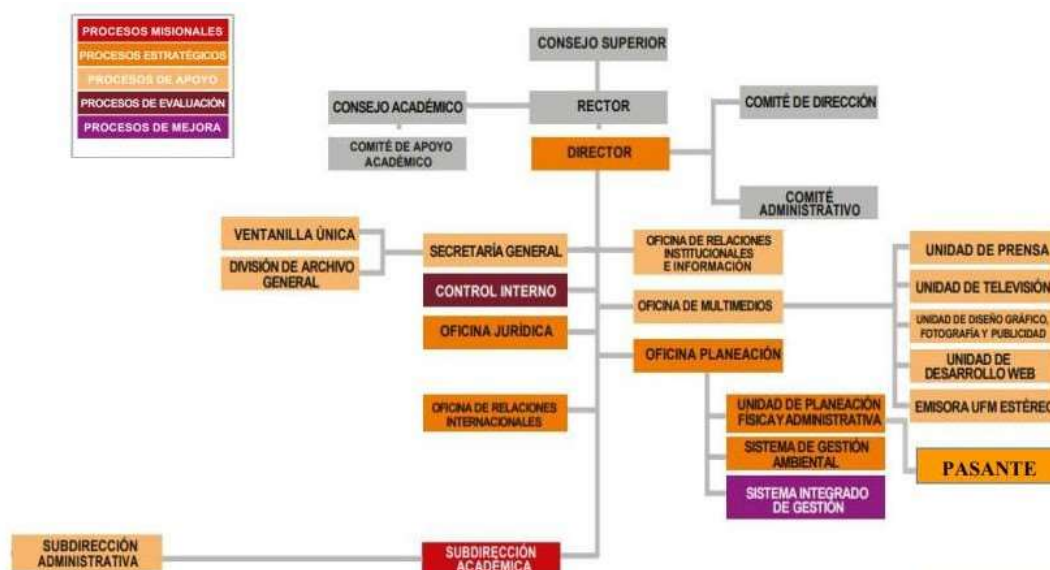 PROCESOS MISIONALES
PROCESOS ESTRATÉGICOS
PROCESOS DE APOYO
PROCESOS DE EVALUACIÓN
PROCESOS DE MEJORA
CONSEJO SUPERIOR
CONSEJO ACADÉMICO
RECTOR
COMITÉ DE DIRECCIÓN
COMITÉ DE APOYO
ACADÉMICO
DIRECTOR
COMITÉ
ADMINISTRATIVO
VENTANILLA ÚNICA
DIVISIÓN DE ARCHIVO
GENERAL
SECRETARÍA GENERAL
OFICINA DE RELACIONES
INSTITUCIONALES
E INFORMACIÓN
CONTROL INTERNO
OFICINA DE MULTIMEDIOS
UNIDAD DE PRENSA
UNIDAD DE TELEVISIÓN
UNIDAD DE DISEÑO GRÁFICO,
FOTOGRAFÍA Y PUBLICIDAD
UNIDAD DE
DESARROLLO WEB
EMISORA UFM ESTÉREO
OFICINA JURÍDICA
OFICINA PLANEACIÓN
OFICINA DE RELACIONES
INTERNACIONALES
UNIDAD DE PLANEACIÓN
FÍSICA Y ADMINISTRATIVA
SISTEMA DE GESTIÓN
AMBIENTAL
SISTEMA INTEGRADO
DE GESTIÓN
PASANTE
SUBDIRECCIÓN
ADMINISTRATIVA
SUBDIRECCIÓN
ACADÉMICA